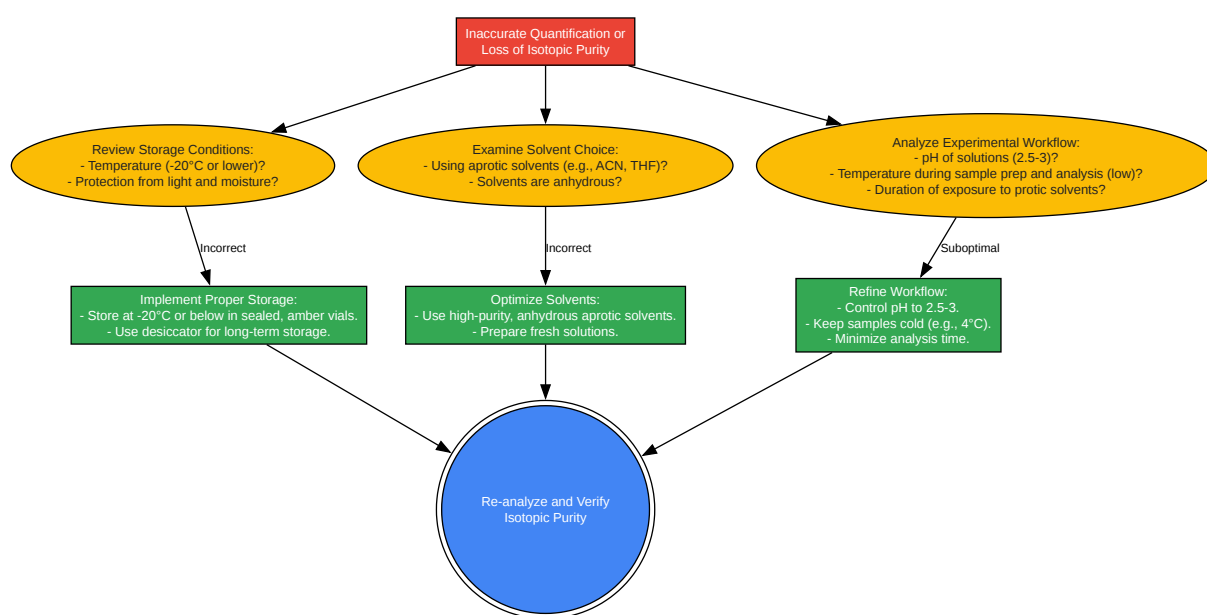 Inaccurate Quantification or
Loss of Isotopic Purity
Review Storage Conditions:
- Temperature (-20°C or lower)?
- Protection from light and moisture?
Examine Solvent Choice:
- Using aprotic solvents (e.g., ACN, THF)?
- Solvents are anhydrous?
Analyze Experimental Workflow:
- pH of solutions (2.5-3)?
- Temperature during sample prep and analysis (low)?
- Duration of exposure to protic solvents?
Incorrect
Incorrect
Suboptimal
Implement Proper Storage:
- Store at -20°C or below in sealed, amber vials.
- Use desiccator for long-term storage.
Optimize Solvents:
- Use high-purity, anhydrous aprotic solvents.
- Prepare fresh solutions.
Refine Workflow:
- Control pH to 2.5-3.
- Keep samples cold (e.g., 4°C).
- Minimize analysis time.
Re-analyze and Verify
Isotopic Purity